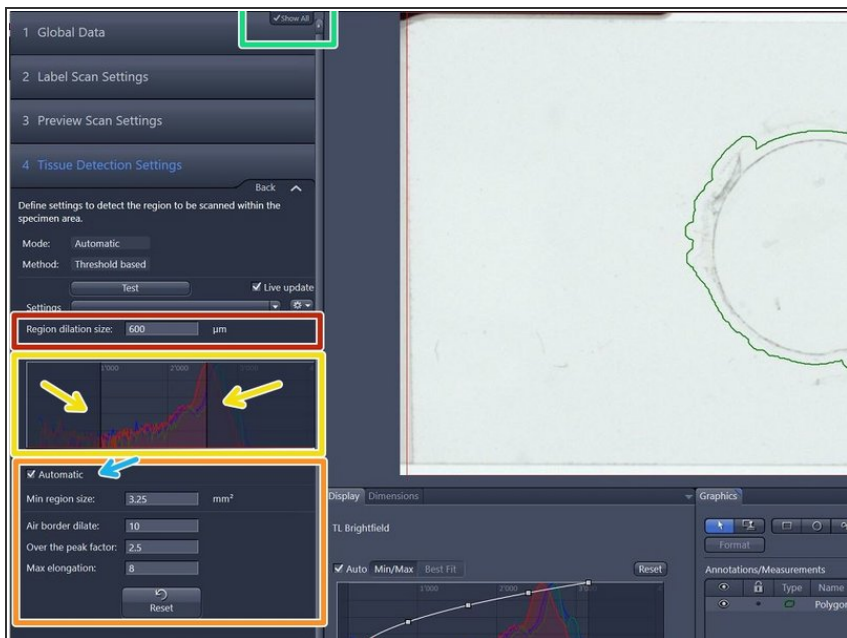 ✓ Show All
1 Global Data
2 Label Scan Settings
3 Preview Scan Settings
4 Tissue Detection Settings
Back
Define settings to detect the region to be scanned within the
specimen area.
Mode: Automatic
Method: Threshold based
Test
Live update
Settings
Region dilation size: 600 µm
1'000 2'000
Automatic
Min region size: 3.25 mm²
Air border dilate: 10
Over the peak factor: 2.5
Max elongation: 8
Reset
Display Dimensions
TL Brightfield
Auto Min/Max Best Fit Reset
1'000 2'000
Graphics
Format
Annotations/Measurements
Type Name
Polygon